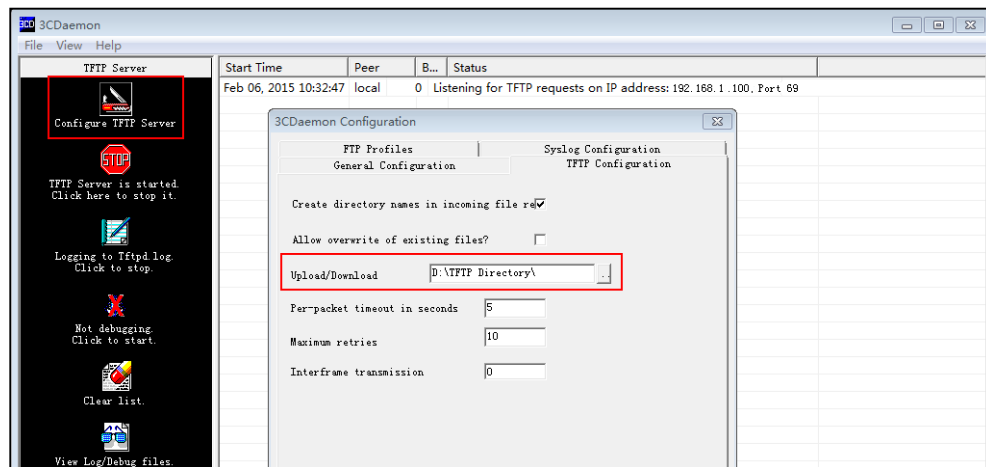 3CD 3CDaemon
File View Help
TFTP Server
Configure TFTP Server
STOP
TFTP Server is started.
Click here to stop it.
Logging to Tftpd.log.
Click to stop.
Not debugging.
Click to start.
Clear list.
View Log/Debug files.
Start Time Peer B... Status
Feb 06, 2015 10:32:47 local 0 Listening for TFTP requests on IP address: 192.168.1.100, Port 69
3CDaemon Configuration
FTP Profiles Syslog Configuration
General Configuration TFTP Configuration
Create directory names in incoming file re
Allow overwrite of existing files?
Upload/Download D:\TFTP Directory\ ..
Per-packet timeout in seconds 5
Maximum retries 10
Interframe transmission 0